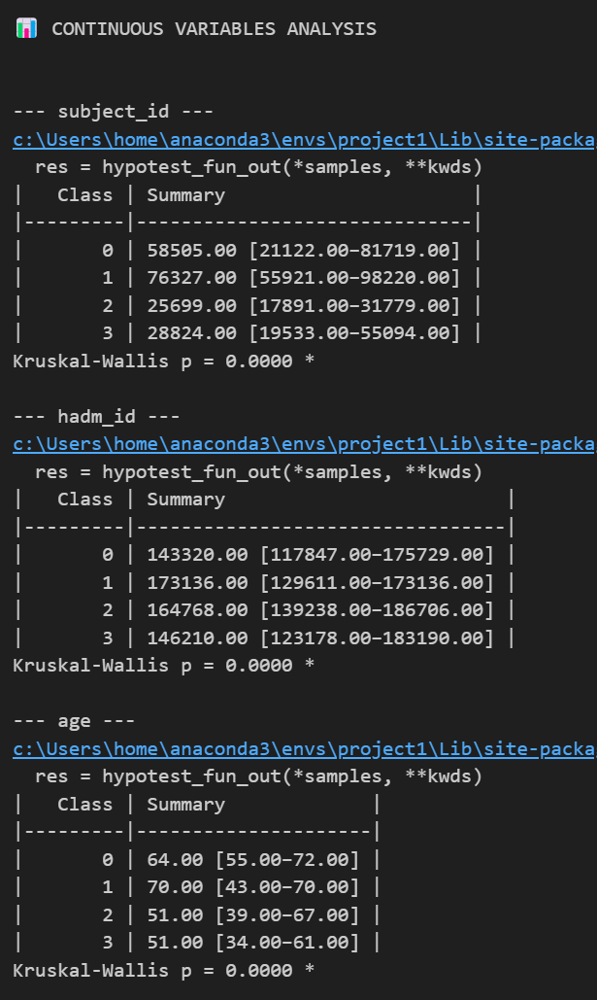 📊 CONTINUOUS VARIABLES ANALYSIS
--- subject_id ---
c:\Users\home\anaconda3\envs\project1\Lib\site-packa
  res = hypotest_fun_out(*samples, **kwds)
|   Class | Summary                      |
|---------|------------------------------|
|       0 | 58505.00 [21122.00–81719.00] |
|       1 | 76327.00 [55921.00–98220.00] |
|       2 | 25699.00 [17891.00–31779.00] |
|       3 | 28824.00 [19533.00–55094.00] |
Kruskal-Wallis p = 0.0000 *
--- hadm_id ---
c:\Users\home\anaconda3\envs\project1\Lib\site-packa
  res = hypotest_fun_out(*samples, **kwds)
|   Class | Summary                         |
|---------|---------------------------------|
|       0 | 143320.00 [117847.00–175729.00] |
|       1 | 173136.00 [129611.00–173136.00] |
|       2 | 164768.00 [139238.00–186706.00] |
|       3 | 146210.00 [123178.00–183190.00] |
Kruskal-Wallis p = 0.0000 *
--- age ---
c:\Users\home\anaconda3\envs\project1\Lib\site-packa
  res = hypotest_fun_out(*samples, **kwds)
|   Class | Summary             |
|---------|---------------------|
|       0 | 64.00 [55.00–72.00] |
|       1 | 70.00 [43.00–70.00] |
|       2 | 51.00 [39.00–67.00] |
|       3 | 51.00 [34.00–61.00] |
Kruskal-Wallis p = 0.0000 *